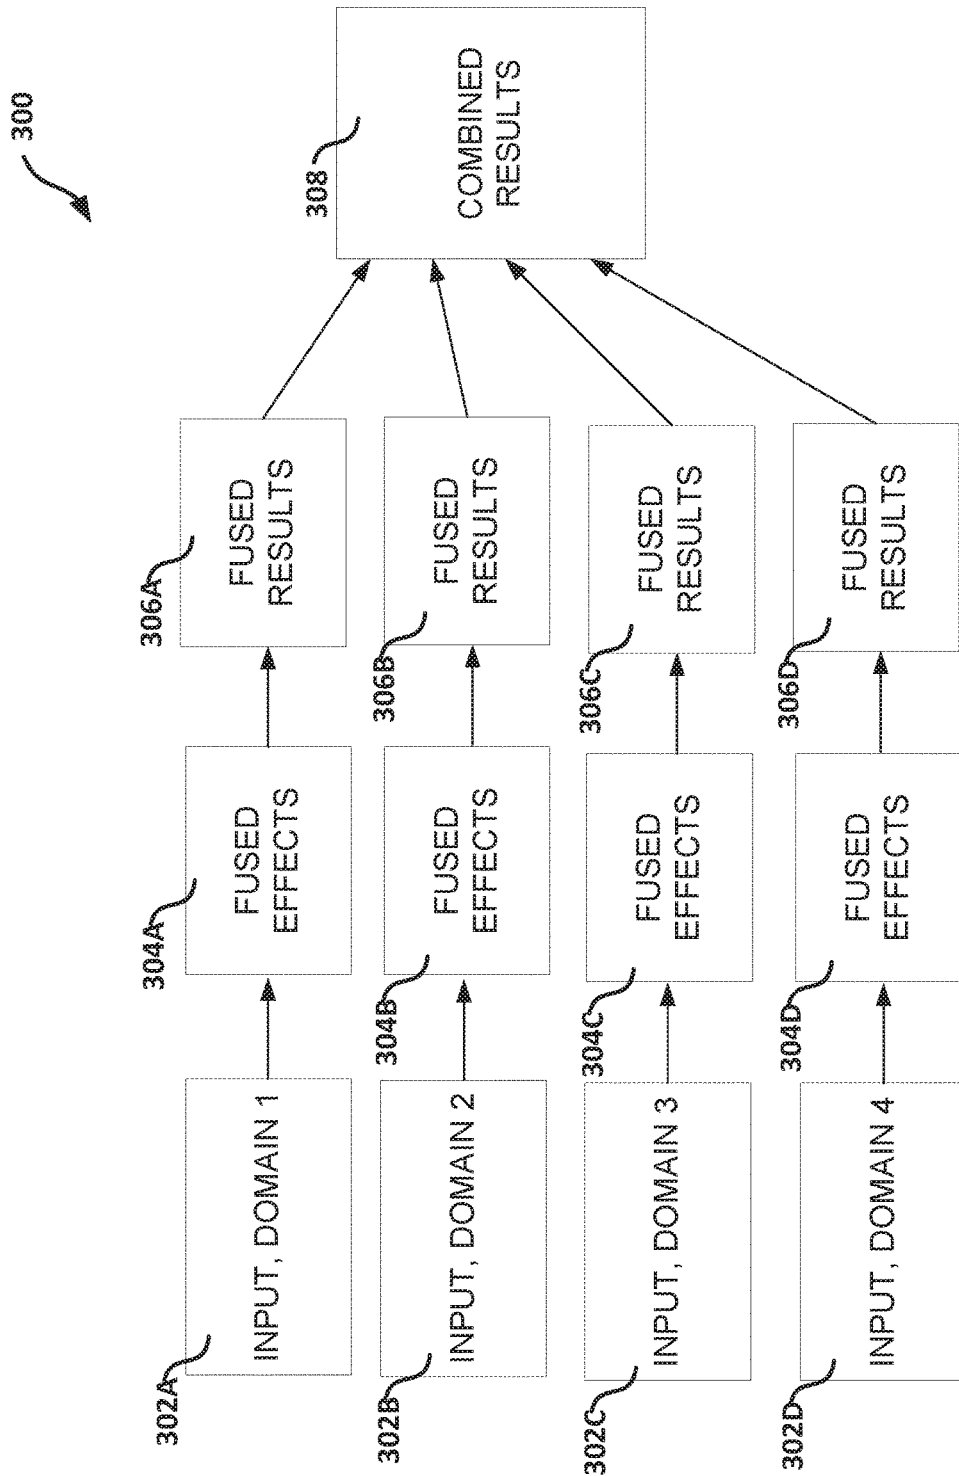 300
302A
INPUT, DOMAIN 1
304A
FUSED
EFFECTS
306A
FUSED
RESULTS
302B
INPUT, DOMAIN 2
304B
FUSED
EFFECTS
306B
FUSED
RESULTS
302C
INPUT, DOMAIN 3
304C
FUSED
EFFECTS
306C
FUSED
RESULTS
302D
INPUT, DOMAIN 4
304D
FUSED
EFFECTS
306D
FUSED
RESULTS
308
COMBINED
RESULTS